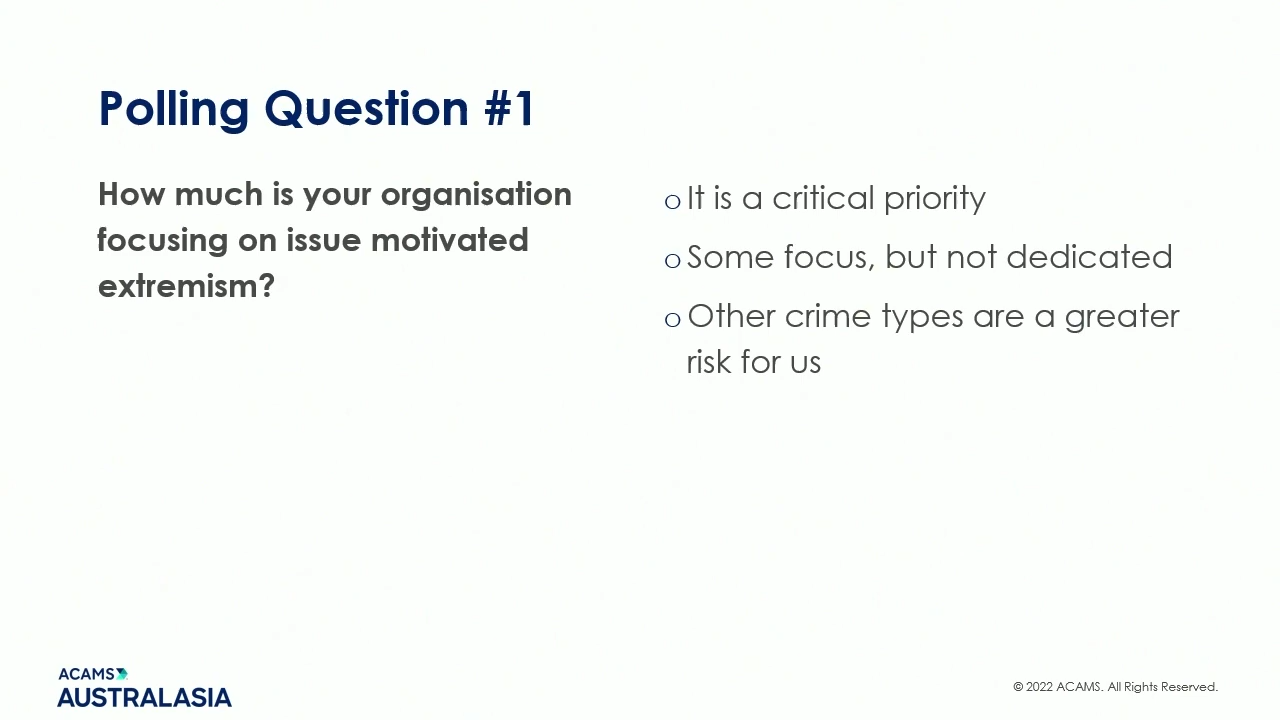 Polling Question #1
How much is your organisation
focusing on issue motivated
extremism?
o It is a critical priority
o Some focus, but not dedicated
o Other crime types are a greater
risk for us
ACAMS
AUSTRALASIA
© 2022 ACAMS. All Rights Reserved.